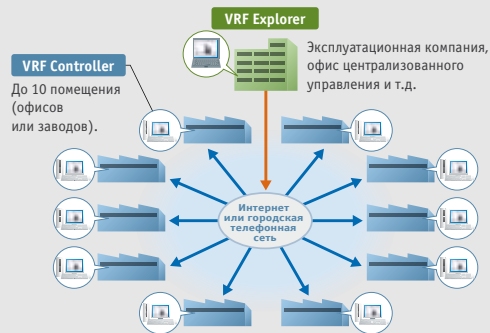 VRF Explorer
Эксплуатационная компания,
офис централизованного
управления и т.д.
VRF Controller
До 10 помещения
(офисов
или заводов).
Интернет
или городская
телефонная
сеть